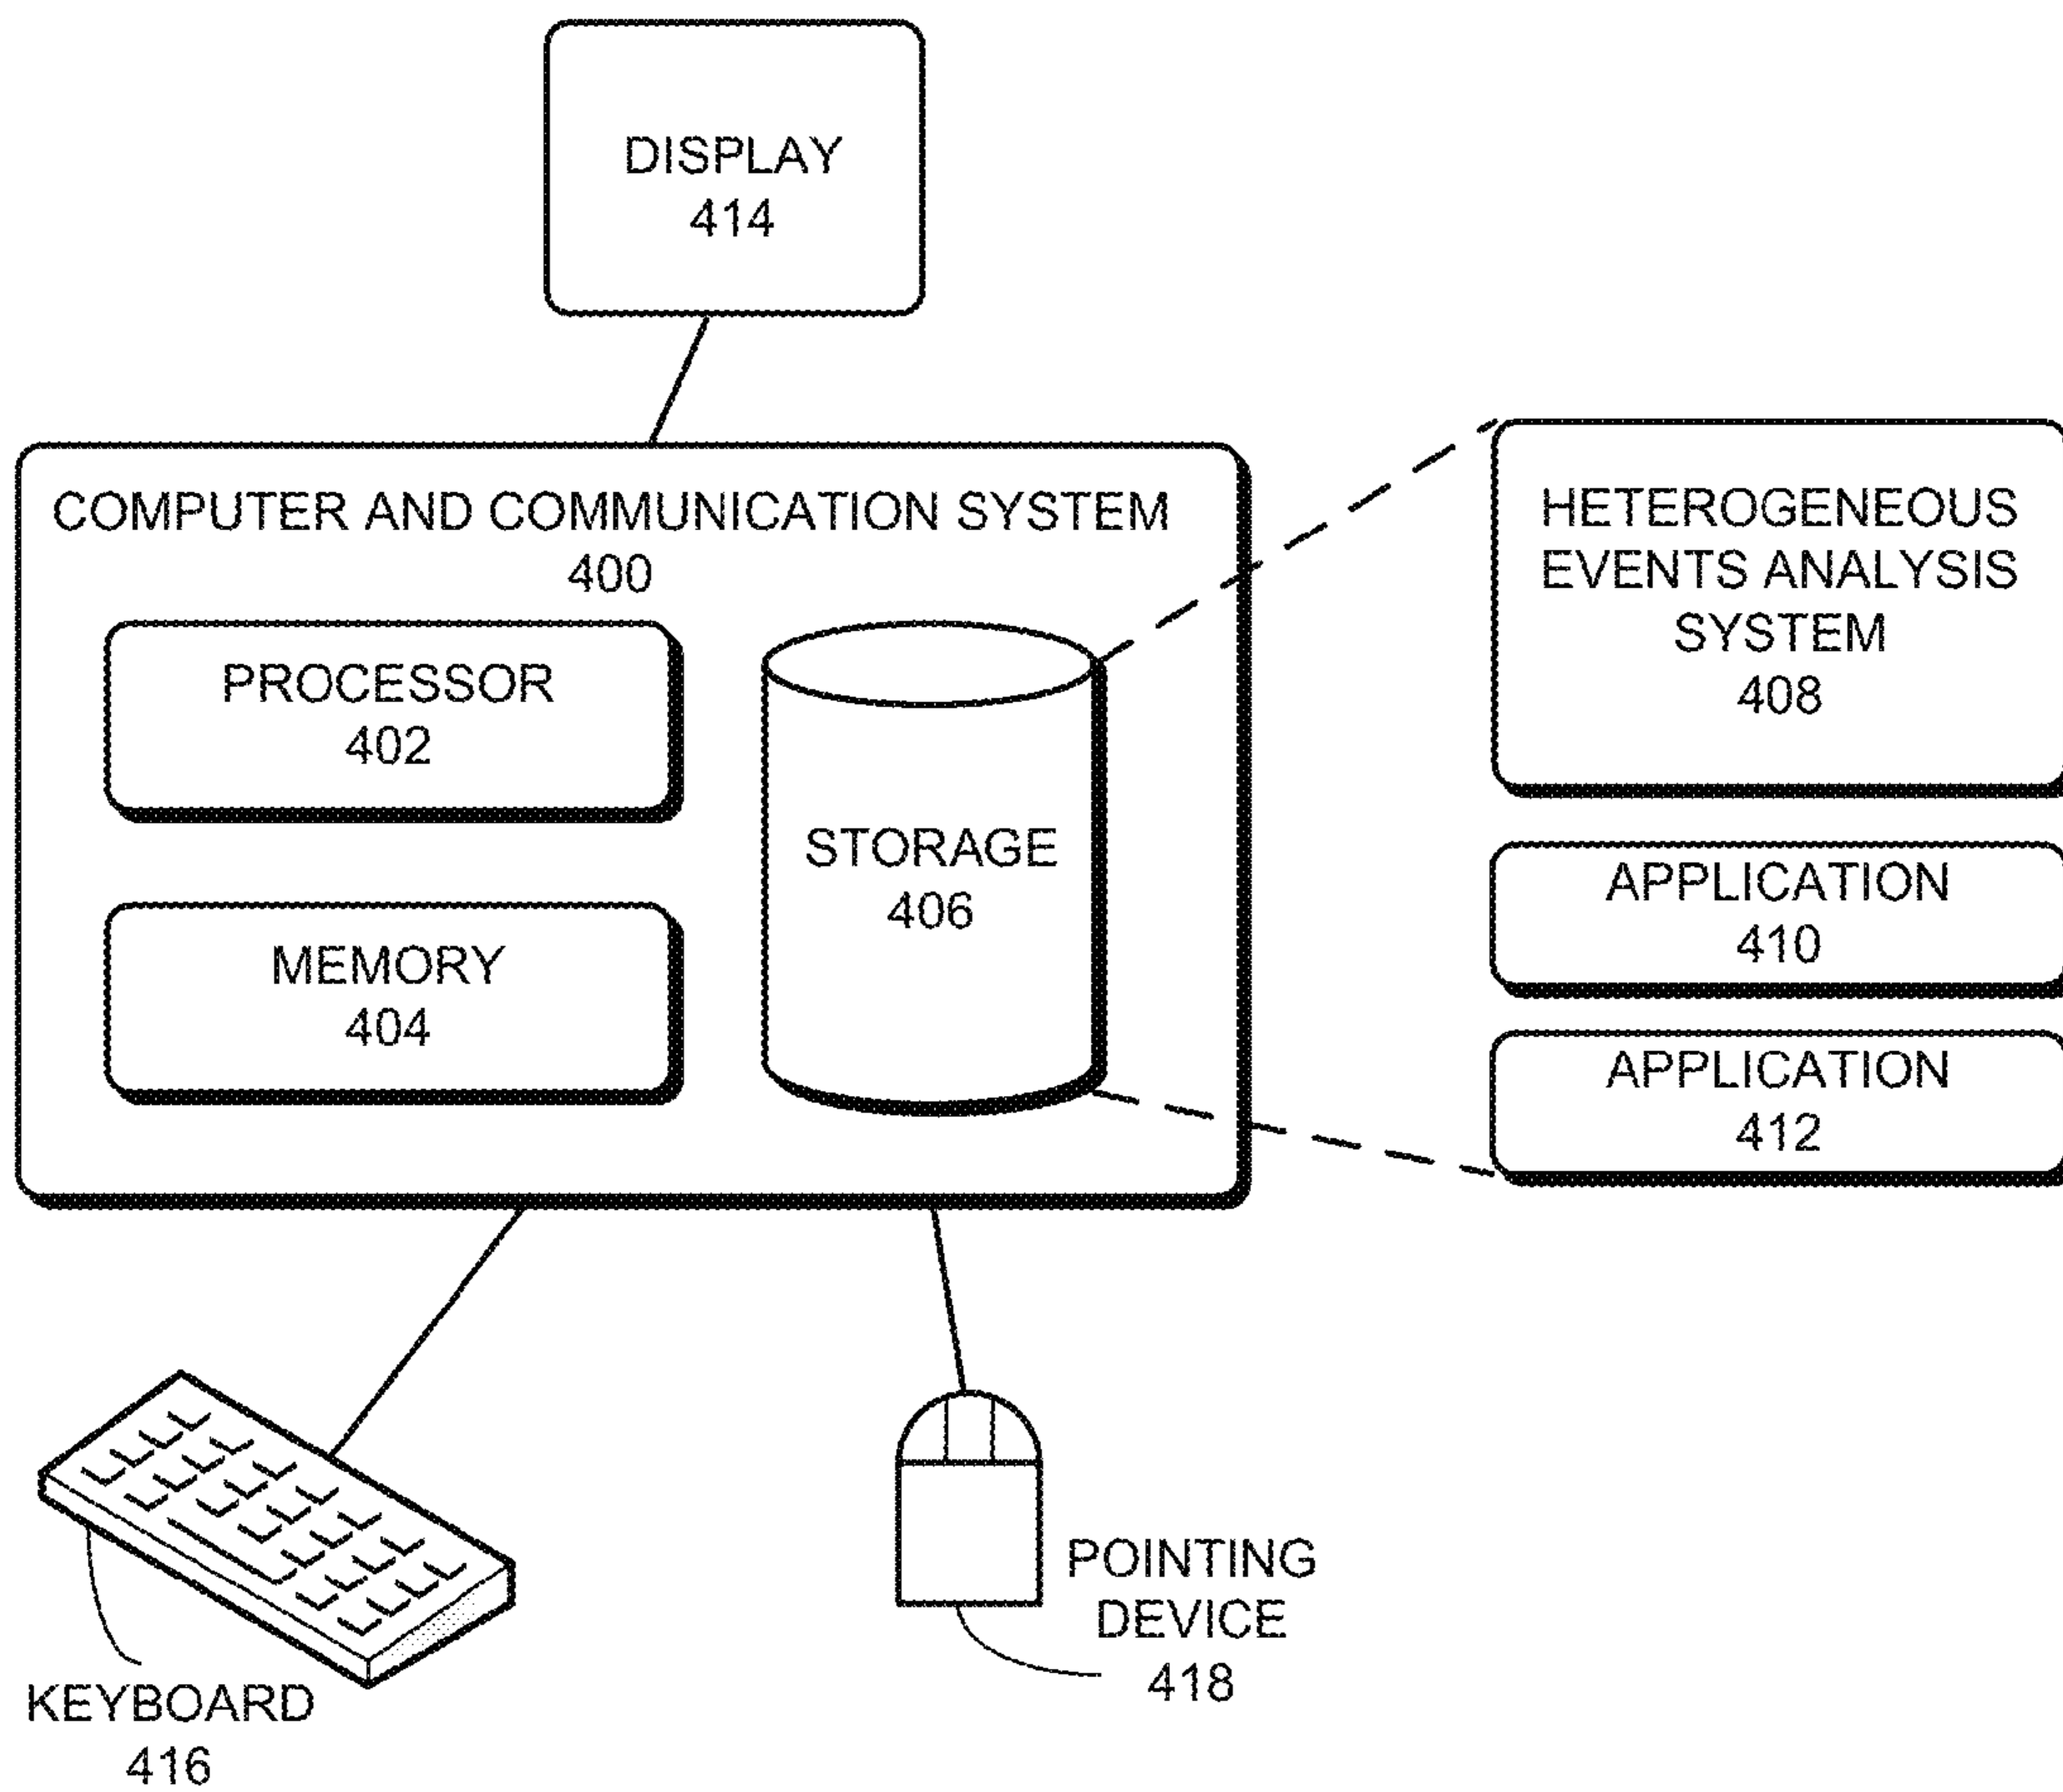 DISPLAY
414
COMPUTER AND COMMUNICATION SYSTEM
400
PROCESSOR
402
MEMORY
404
STORAGE
406
HETEROGENEOUS
EVENTS ANALYSIS
SYSTEM
408
APPLICATION
410
APPLICATION
412
KEYBOARD
416
POINTING
DEVICE
418